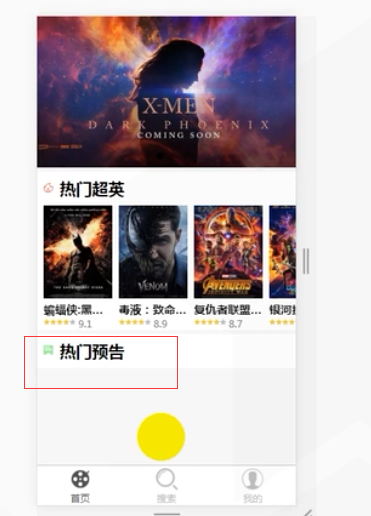 X-MEN
DARK PHOENIX
COMING SOON
热门超英
VENOM
AVENGERS
蝙蝠侠:黑...
毒液：致命...
复仇者联盟...
银河
9.1
8.9
8.7
热门预告
首页
搜索
我的